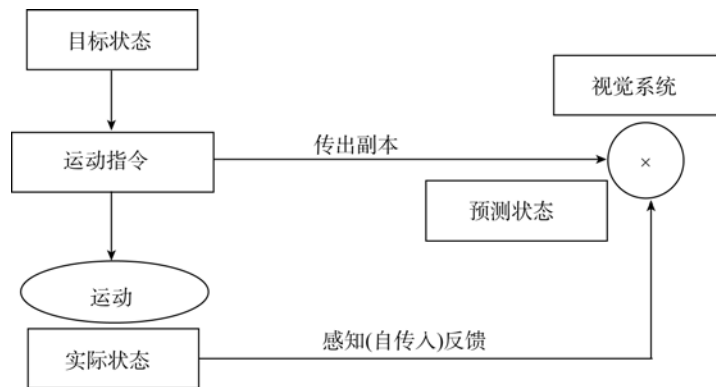 目标状态
视觉系统
运动指令
传出副本
×
预测状态
运动
实际状态
感知(自传入)反馈